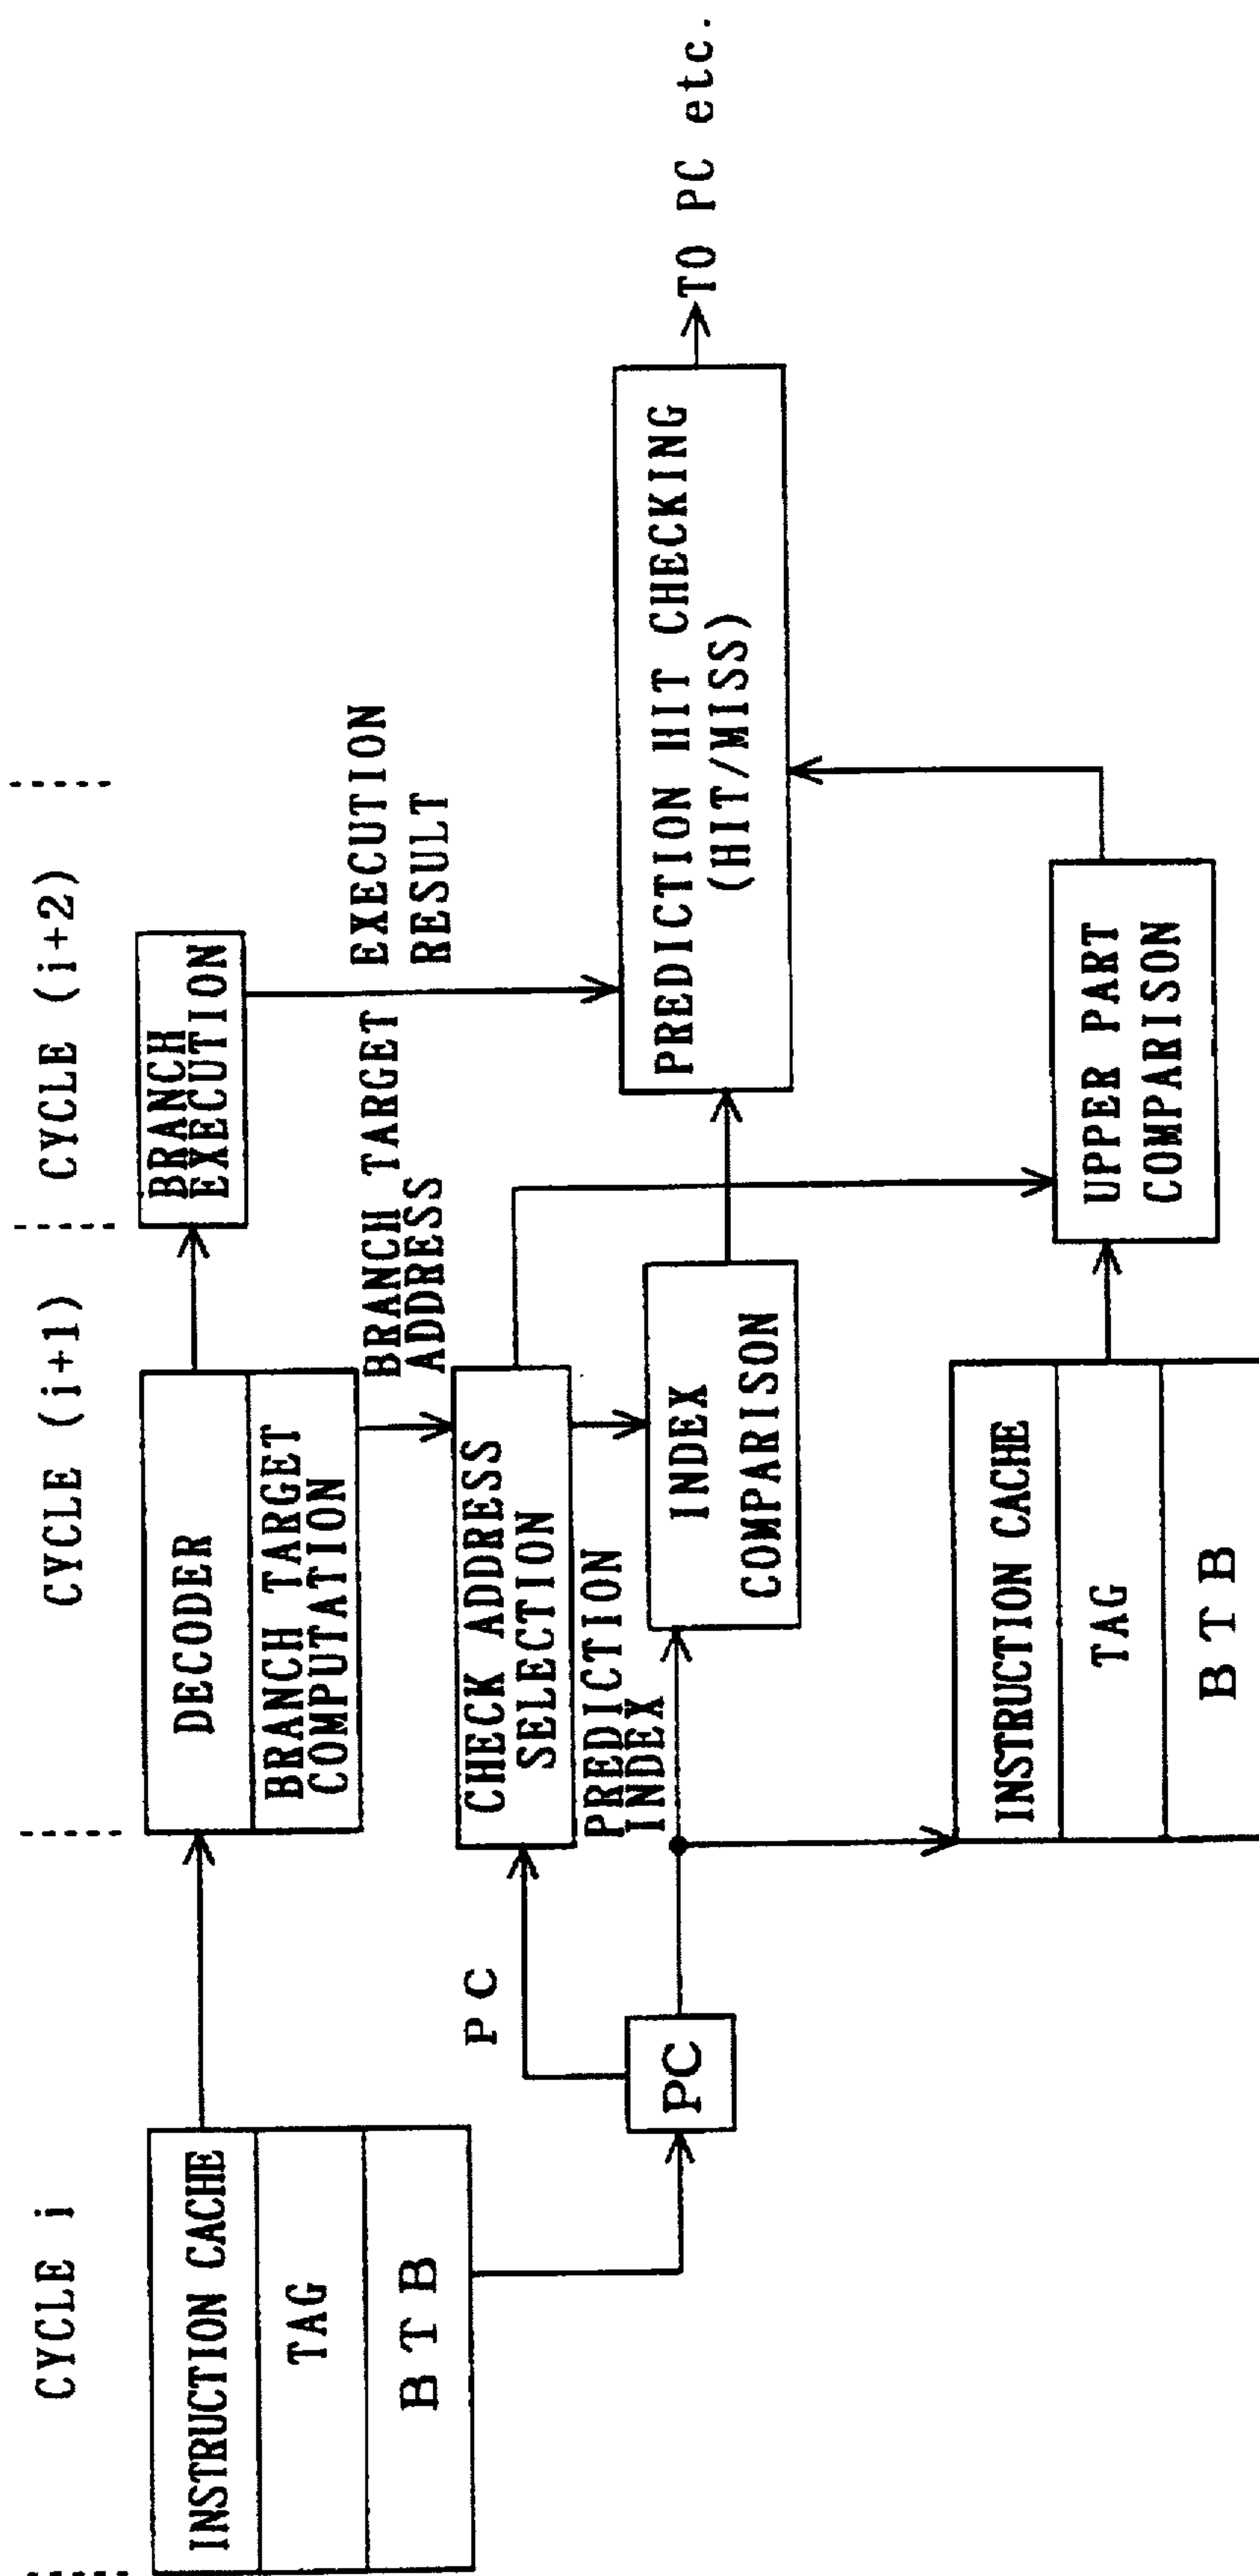 CYCLE i
CYCLE (i+1)
CYCLE (i+2)
INSTRUCTION CACHE
TAG
B T B
DECODER
BRANCH TARGET
COMPUTATION
BRANCH
EXECUTION
BRANCH TARGET
ADDRESS
EXECUTION
RESULT
P C
CHECK ADDRESS
SELECTION
PC
PREDICTION
INDEX
INDEX
COMPARISON
PREDICTION HIT CHECKING
(HIT/MISS)
TO PC etc.
INSTRUCTION CACHE
TAG
B T B
UPPER PART
COMPARISON